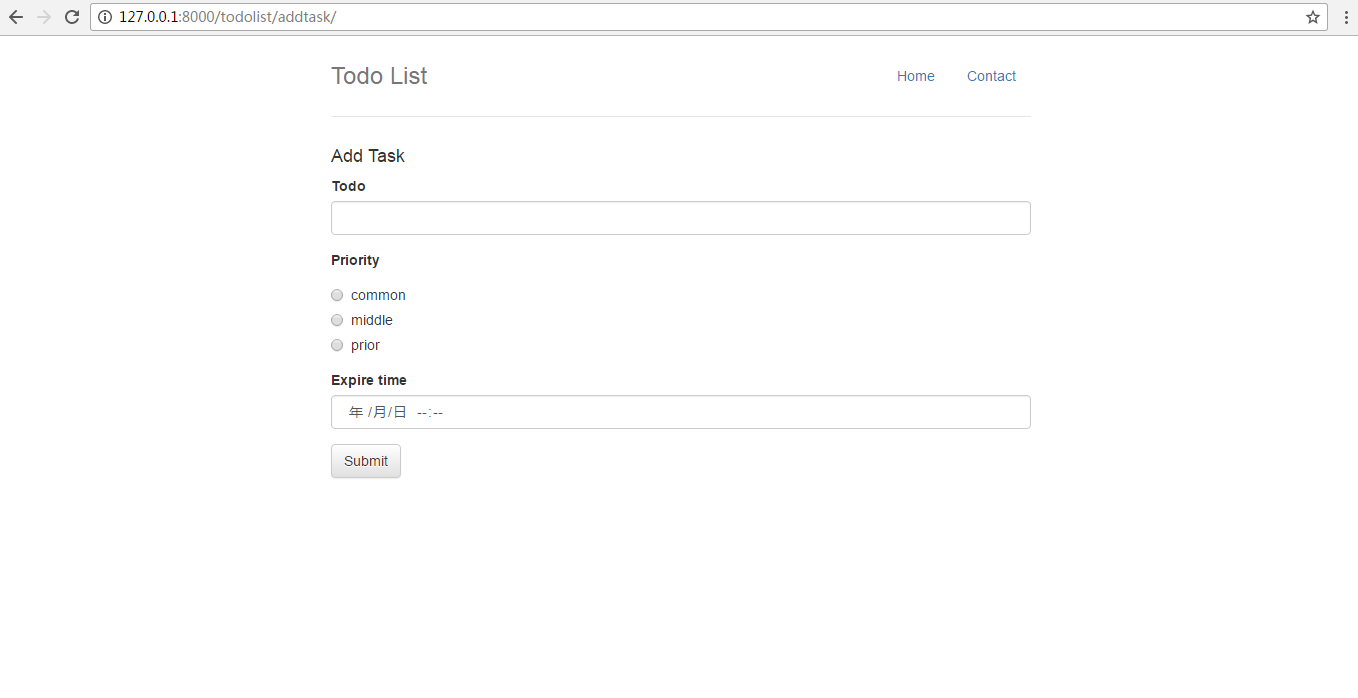 127.0.0.1:8000/todolist/addtask/
Todo List Home Contact
Add Task
Todo
Priority
common
middle
prior
Expire time
年 /月/日 --:--
Submit